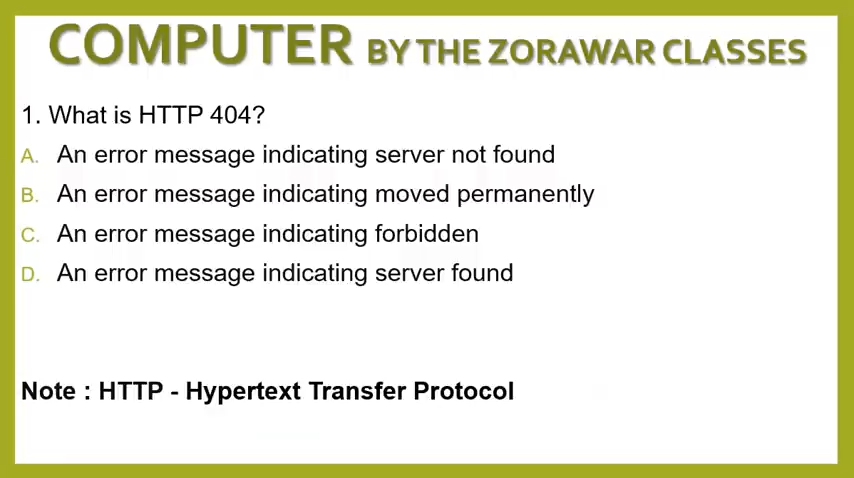 COMPUTER BY THE ZORAWAR CLASSES
1. What is HTTP 404?
A. An error message indicating server not found
B. An error message indicating moved permanently
C. An error message indicating forbidden
D. An error message indicating server found
Note : HTTP - Hypertext Transfer Protocol